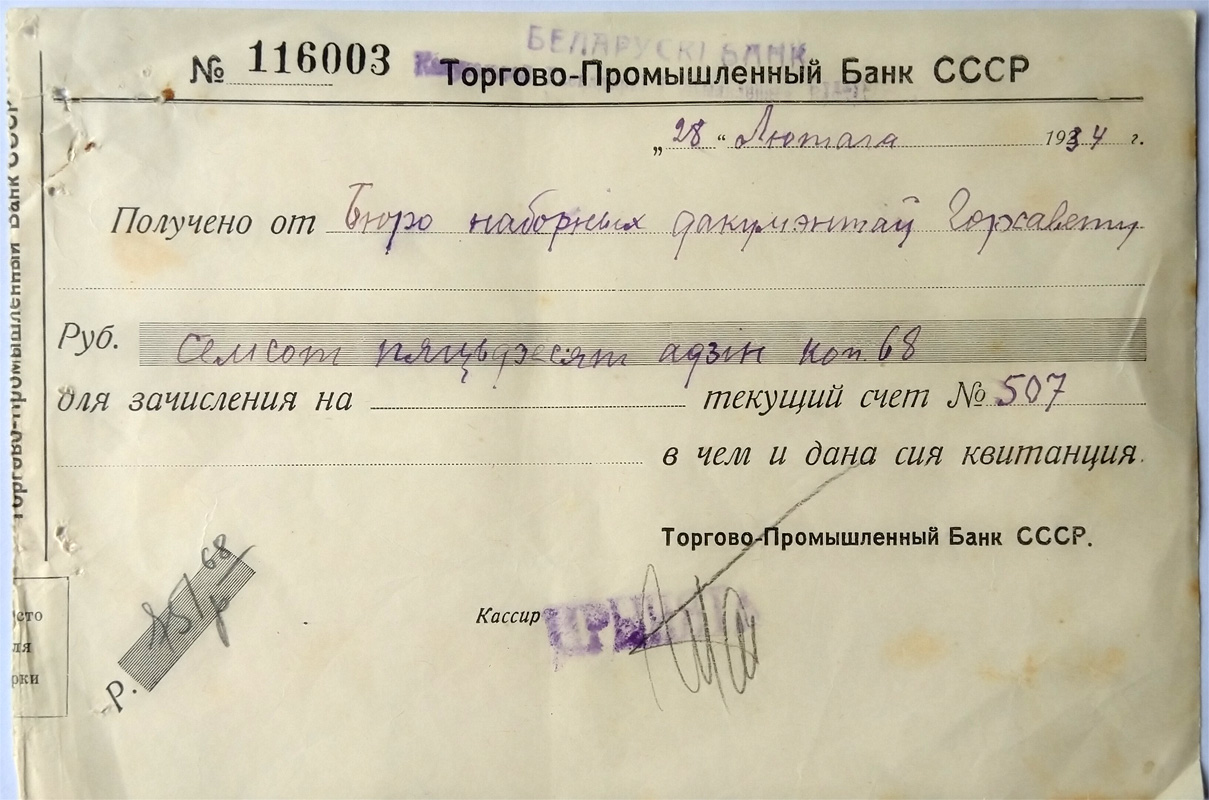 БЕЛАРУСКІ БАНК
№ 116003 Торгово-Промышленный Банк СССР
„28“ Лютага 1934 г.
Получено от Бюро наборных дакумэнтаў Горсавету
Руб. Семсот пяцьдзесят адзін коп. 68
для зачисления на текущий счет № 507
в чем и дана сия квитанция.
Торгово-Промышленный Банк СССР.
Кассир
Р. 751 р 68
Торгово-Промышленный Банк СССР